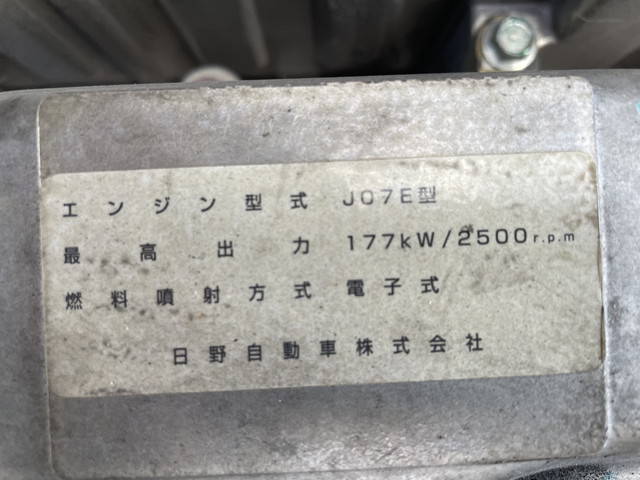 エンジン型式 J07E型
最高出力 177kW/2500r.p.m
燃料噴射方式 電子式
日野自動車株式会社